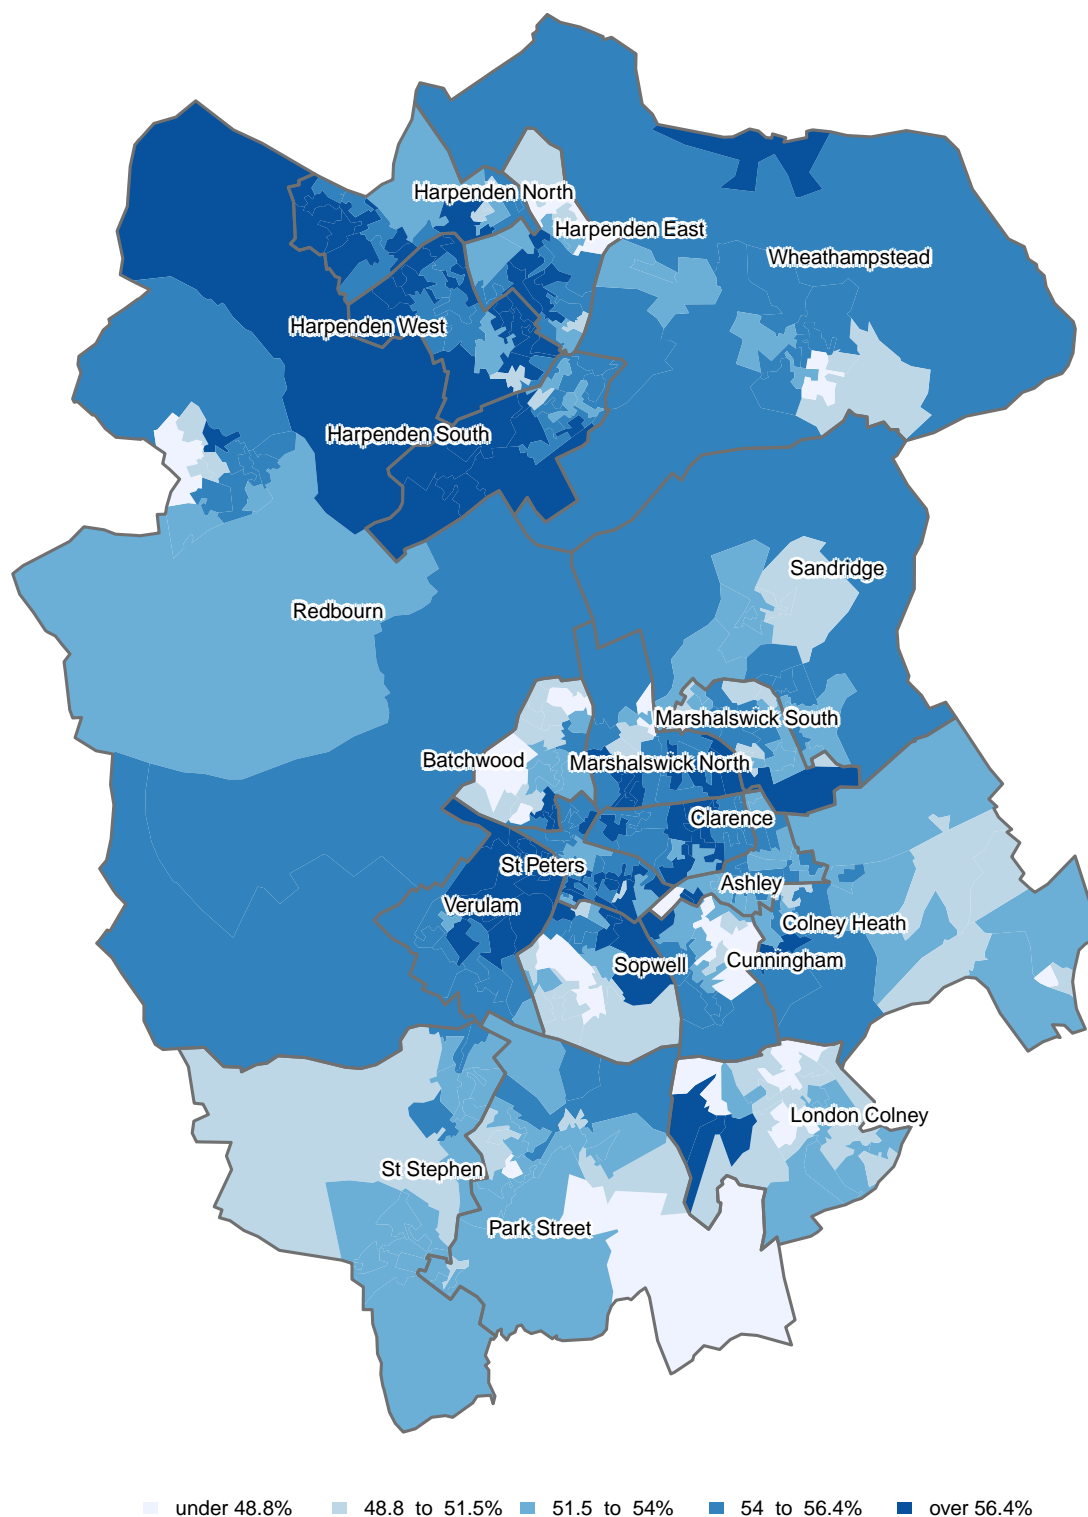 Harpenden North
Harpenden East
Wheathampstead
Harpenden West
Harpenden South
Sandridge
Redbourn
Marshalswick South
Batchwood
Marshalswick North
Clarence
St Peters
Ashley
Verulam
Colney Heath
Sopwell
Cunningham
London Colney
St Stephen
Park Street
under 48.8% 48.8 to 51.5% 51.5 to 54% 54 to 56.4% over 56.4%